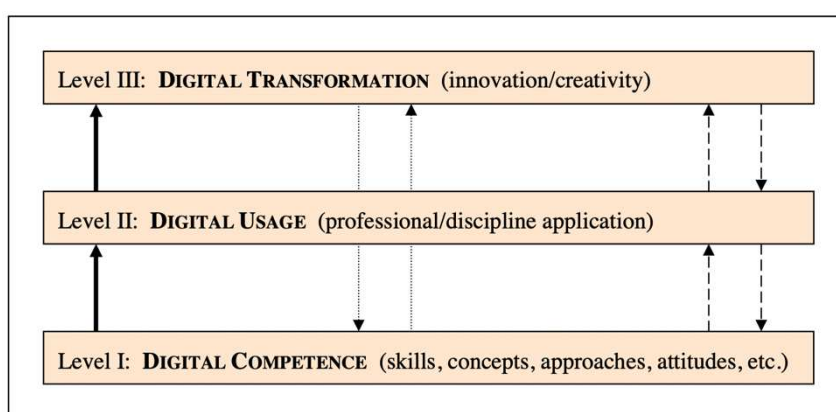 Level III: DIGITAL TRANSFORMATION (innovation/creativity)
Level II: DIGITAL USAGE (professional/discipline application)
Level I: DIGITAL COMPETENCE (skills, concepts, approaches, attitudes, etc.)